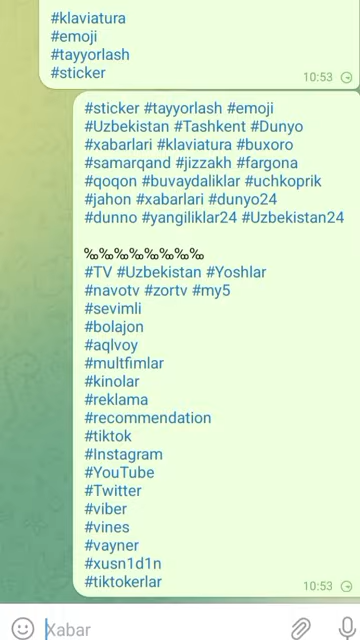 #klaviatura
#emoji
#tayyorlash
#sticker
10:53
#sticker #tayyorlash #emoji
#Uzbekistan #Tashkent #Dunyo
#xabarlari #klaviatura #buxoro
#samarqand #jizzakh #fargona
#qoqon #buvaydaliklar #uchkoprik
#jahon #xabarlari #dunyo24
#dunno #yangiliklar24 #Uzbekistan24
‰‰‰‰‰‰‰‰
#TV #Uzbekistan #Yoshlar
#navotv #zortv #my5
#sevimli
#bolajon
#aqlvoy
#multfimlar
#kinolar
#reklama
#recommendation
#tiktok
#Instagram
#YouTube
#Twitter
#viber
#vines
#vayner
#xusn1d1n
#tiktokerlar
10:53
Xabar